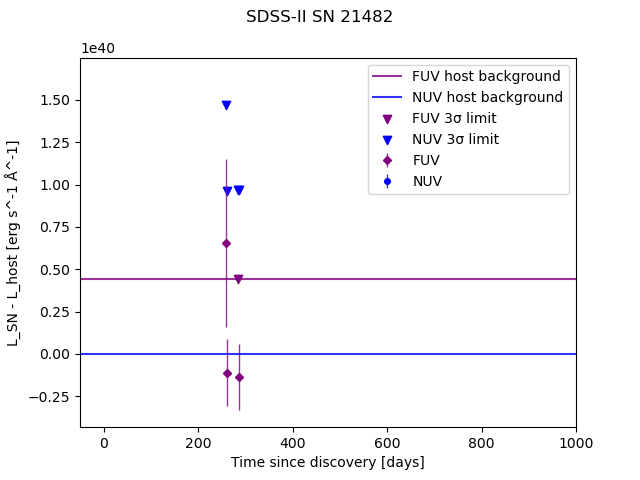 SDSS-II SN 21482
1e40
FUV host background
NUV host background
FUV 3σ limit
NUV 3σ limit
FUV
NUV
1.50
1.25
1.00
0.75
0.50
0.25
0.00
−0.25
L_SN - L_host [erg s^-1 Å^-1]
0 200 400 600 800 1000
Time since discovery [days]